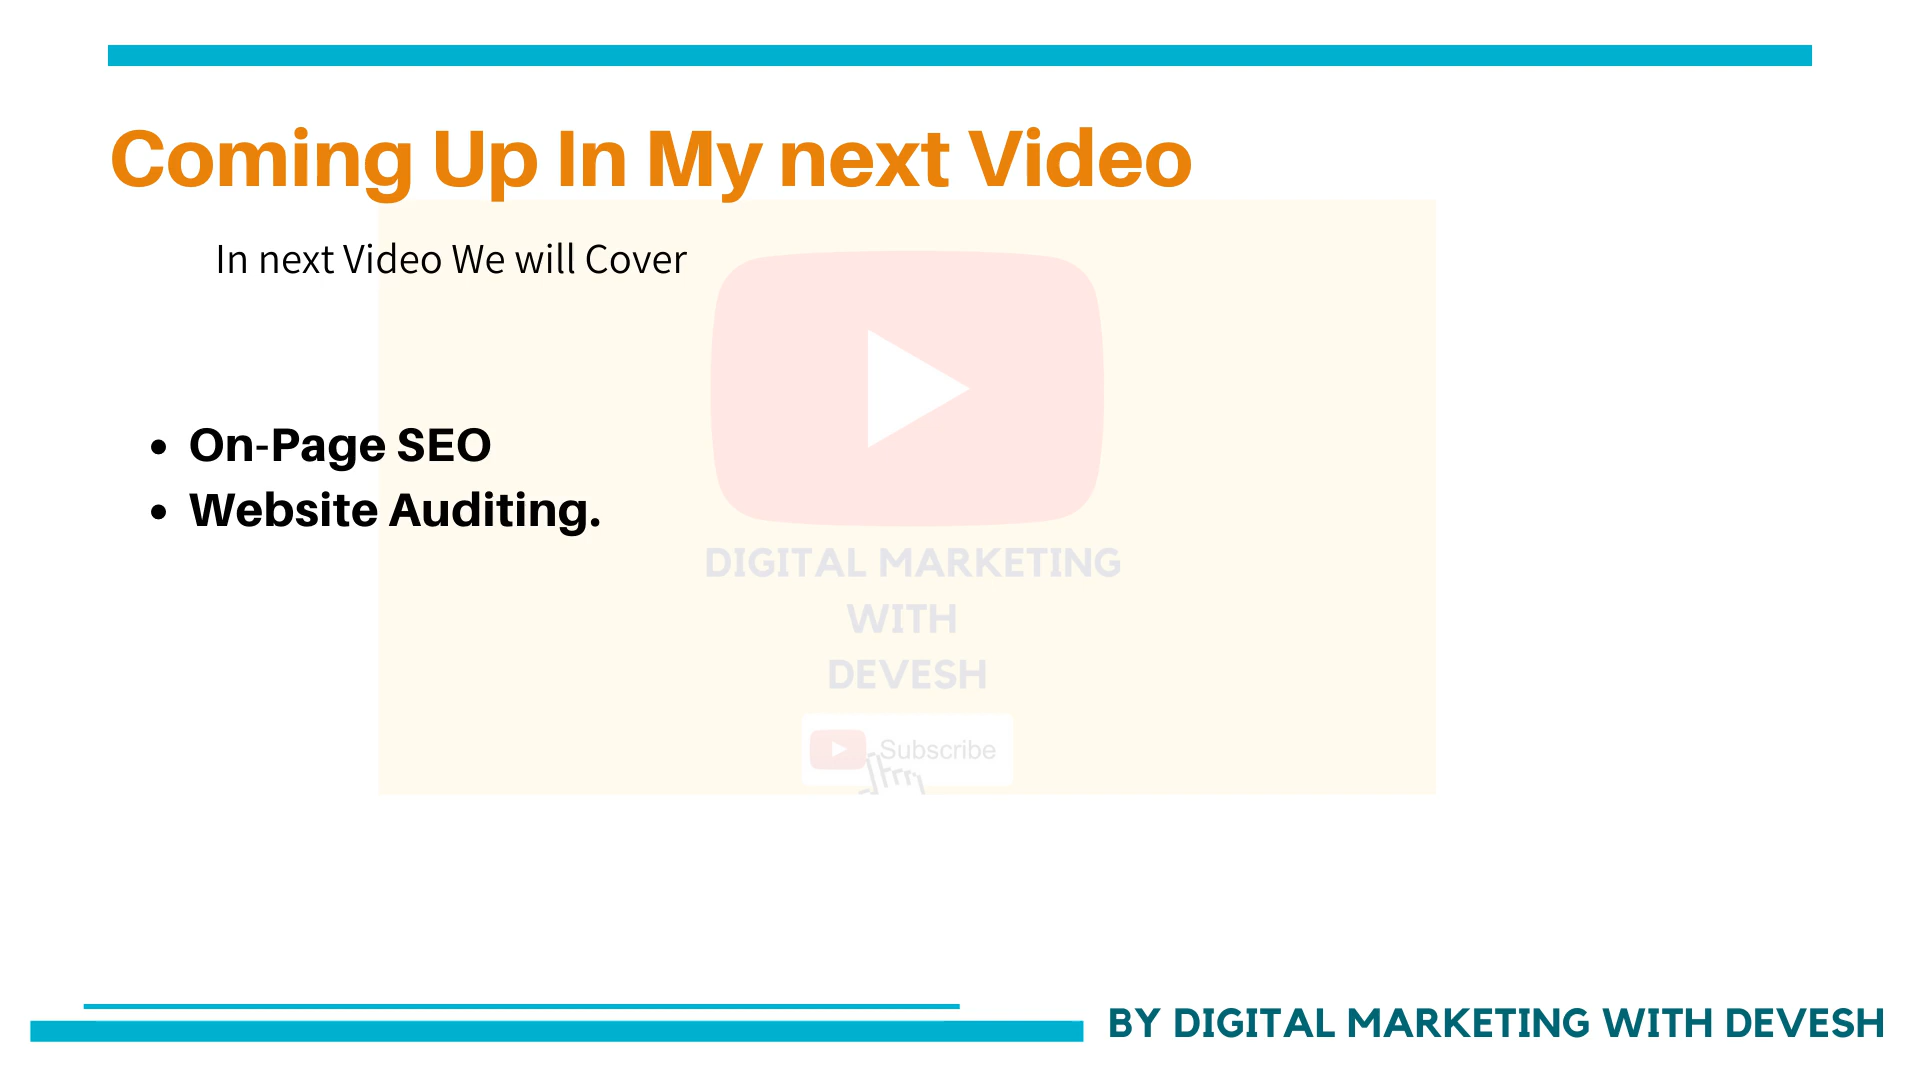 Coming Up In My next Video
In next Video We will Cover
• On-Page SEO
• Website Auditing.
DIGITAL MARKETING
WITH
DEVESH
Subscribe
BY DIGITAL MARKETING WITH DEVESH